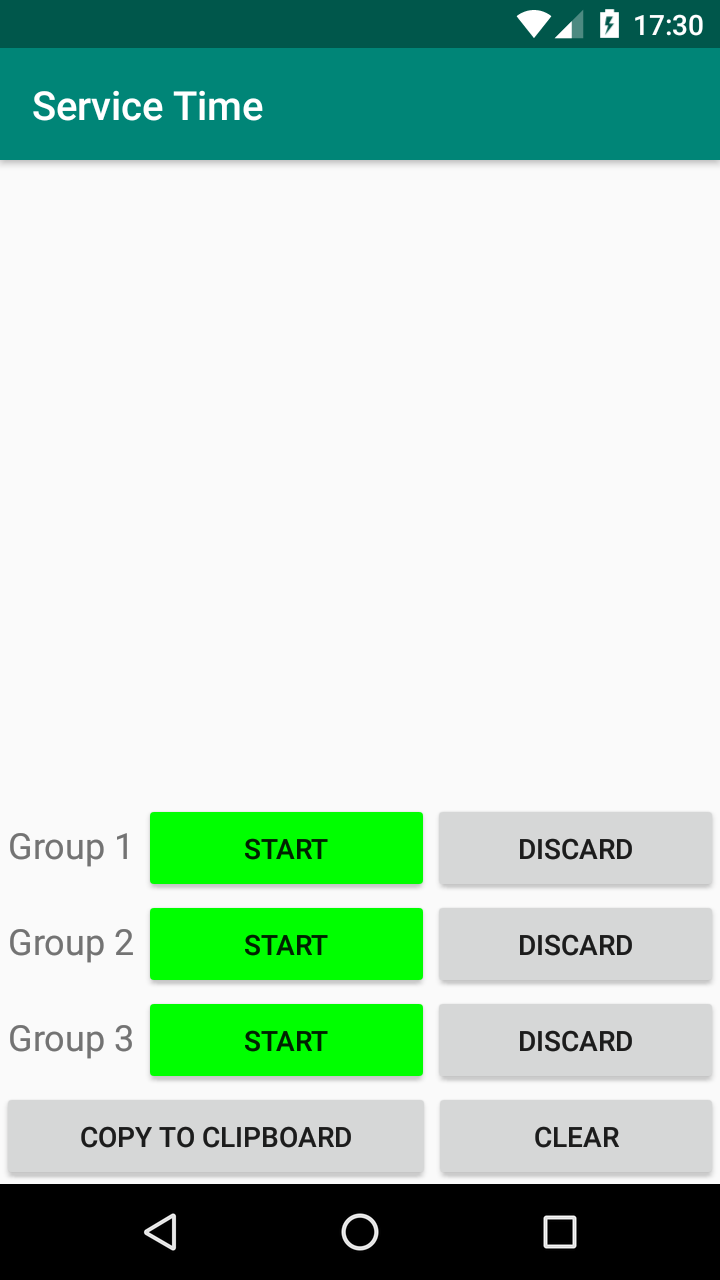 17:30
Service Time
Group 1 START DISCARD
Group 2 START DISCARD
Group 3 START DISCARD
COPY TO CLIPBOARD CLEAR